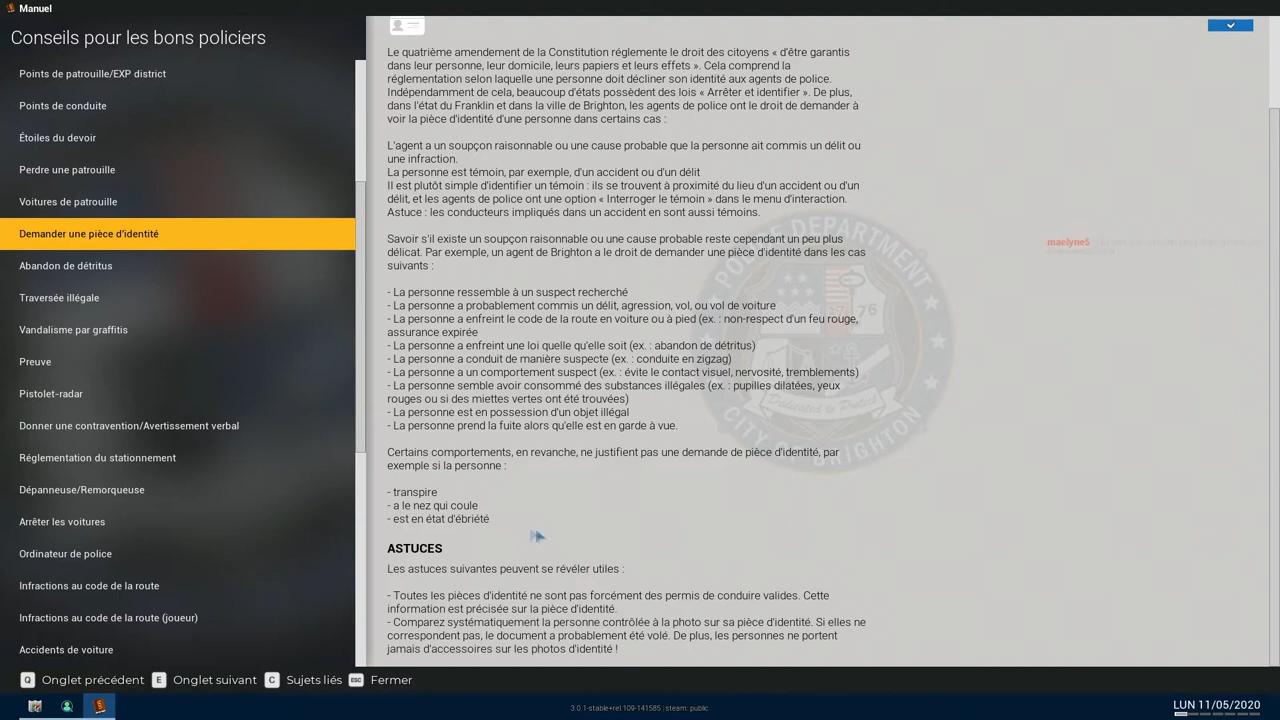 Manuel
Conseils pour les bons policiers
Points de patrouille/EXP district
Points de conduite
Étoiles du devoir
Perdre une patrouille
Voitures de patrouille
Demander une pièce d'identité
Abandon de détritus
Traversée illégale
Vandalisme par graffitis
Preuve
Pistolet-radar
Donner une contravention/Avertissement verbal
Réglementation du stationnement
Dépanneuse/Remorqueuse
Arrêter les voitures
Ordinateur de police
Infractions au code de la route
Infractions au code de la route (joueur)
Accidents de voiture
Le quatrième amendement de la Constitution réglemente le droit des citoyens « d'être garantis
dans leur personne, leur domicile, leurs papiers et leurs effets ». Cela comprend la
réglementation selon laquelle une personne doit décliner son identité aux agents de police.
Indépendamment de cela, beaucoup d'états possèdent des lois « Arrêter et identifier ». De plus,
dans l'état du Franklin et dans la ville de Brighton, les agents de police ont le droit de demander à
voir la pièce d'identité d'une personne dans certains cas :
L'agent a un soupçon raisonnable ou une cause probable que la personne ait commis un délit ou
une infraction.
La personne est témoin, par exemple, d'un accident ou d'un délit
Il est plutôt simple d'identifier un témoin : ils se trouvent à proximité du lieu d'un accident ou d'un
délit, et les agents de police ont une option « Interroger le témoin » dans le menu d'interaction.
Astuce : les conducteurs impliqués dans un accident en sont aussi témoins.
Savoir s'il existe un soupçon raisonnable ou une cause probable reste cependant un peu plus
délicat. Par exemple, un agent de Brighton a le droit de demander une pièce d'identité dans les cas
suivants :
- La personne ressemble à un suspect recherché
- La personne a probablement commis un délit, agression, vol, ou vol de voiture
- La personne a enfreint le code de la route en voiture ou à pied (ex. : non-respect d'un feu rouge,
assurance expirée
- La personne a enfreint une loi quelle qu'elle soit (ex. : abandon de détritus)
- La personne a conduit de manière suspecte (ex. : conduite en zigzag)
- La personne a un comportement suspect (ex. : évite le contact visuel, nervosité, tremblements)
- La personne semble avoir consommé des substances illégales (ex. : pupilles dilatées, yeux
rouges ou si des miettes vertes ont été trouvées)
- La personne est en possession d'un objet illégal
- La personne prend la fuite alors qu'elle est en garde à vue.
Certains comportements, en revanche, ne justifient pas une demande de pièce d'identité, par
exemple si la personne :
- transpire
- a le nez qui coule
- est en état d'ébriété
ASTUCES
Les astuces suivantes peuvent se révéler utiles :
- Toutes les pièces d'identité ne sont pas forcément des permis de conduire valides. Cette
information est précisée sur la pièce d'identité.
- Comparez systématiquement la personne contrôlée à la photo sur sa pièce d'identité. Si elles ne
correspondent pas, le document a probablement été volé. De plus, les personnes ne portent
jamais d'accessoires sur les photos d'identité !
POLICE DEPARTMENT
17 76
CITY OF BRIGHTON
maelyne5
Q Onglet précédent E Onglet suivant C Sujets liés ESC Fermer
3.0.1-stable+rel.109-141585 | steam: public
LUN 11/05/2020